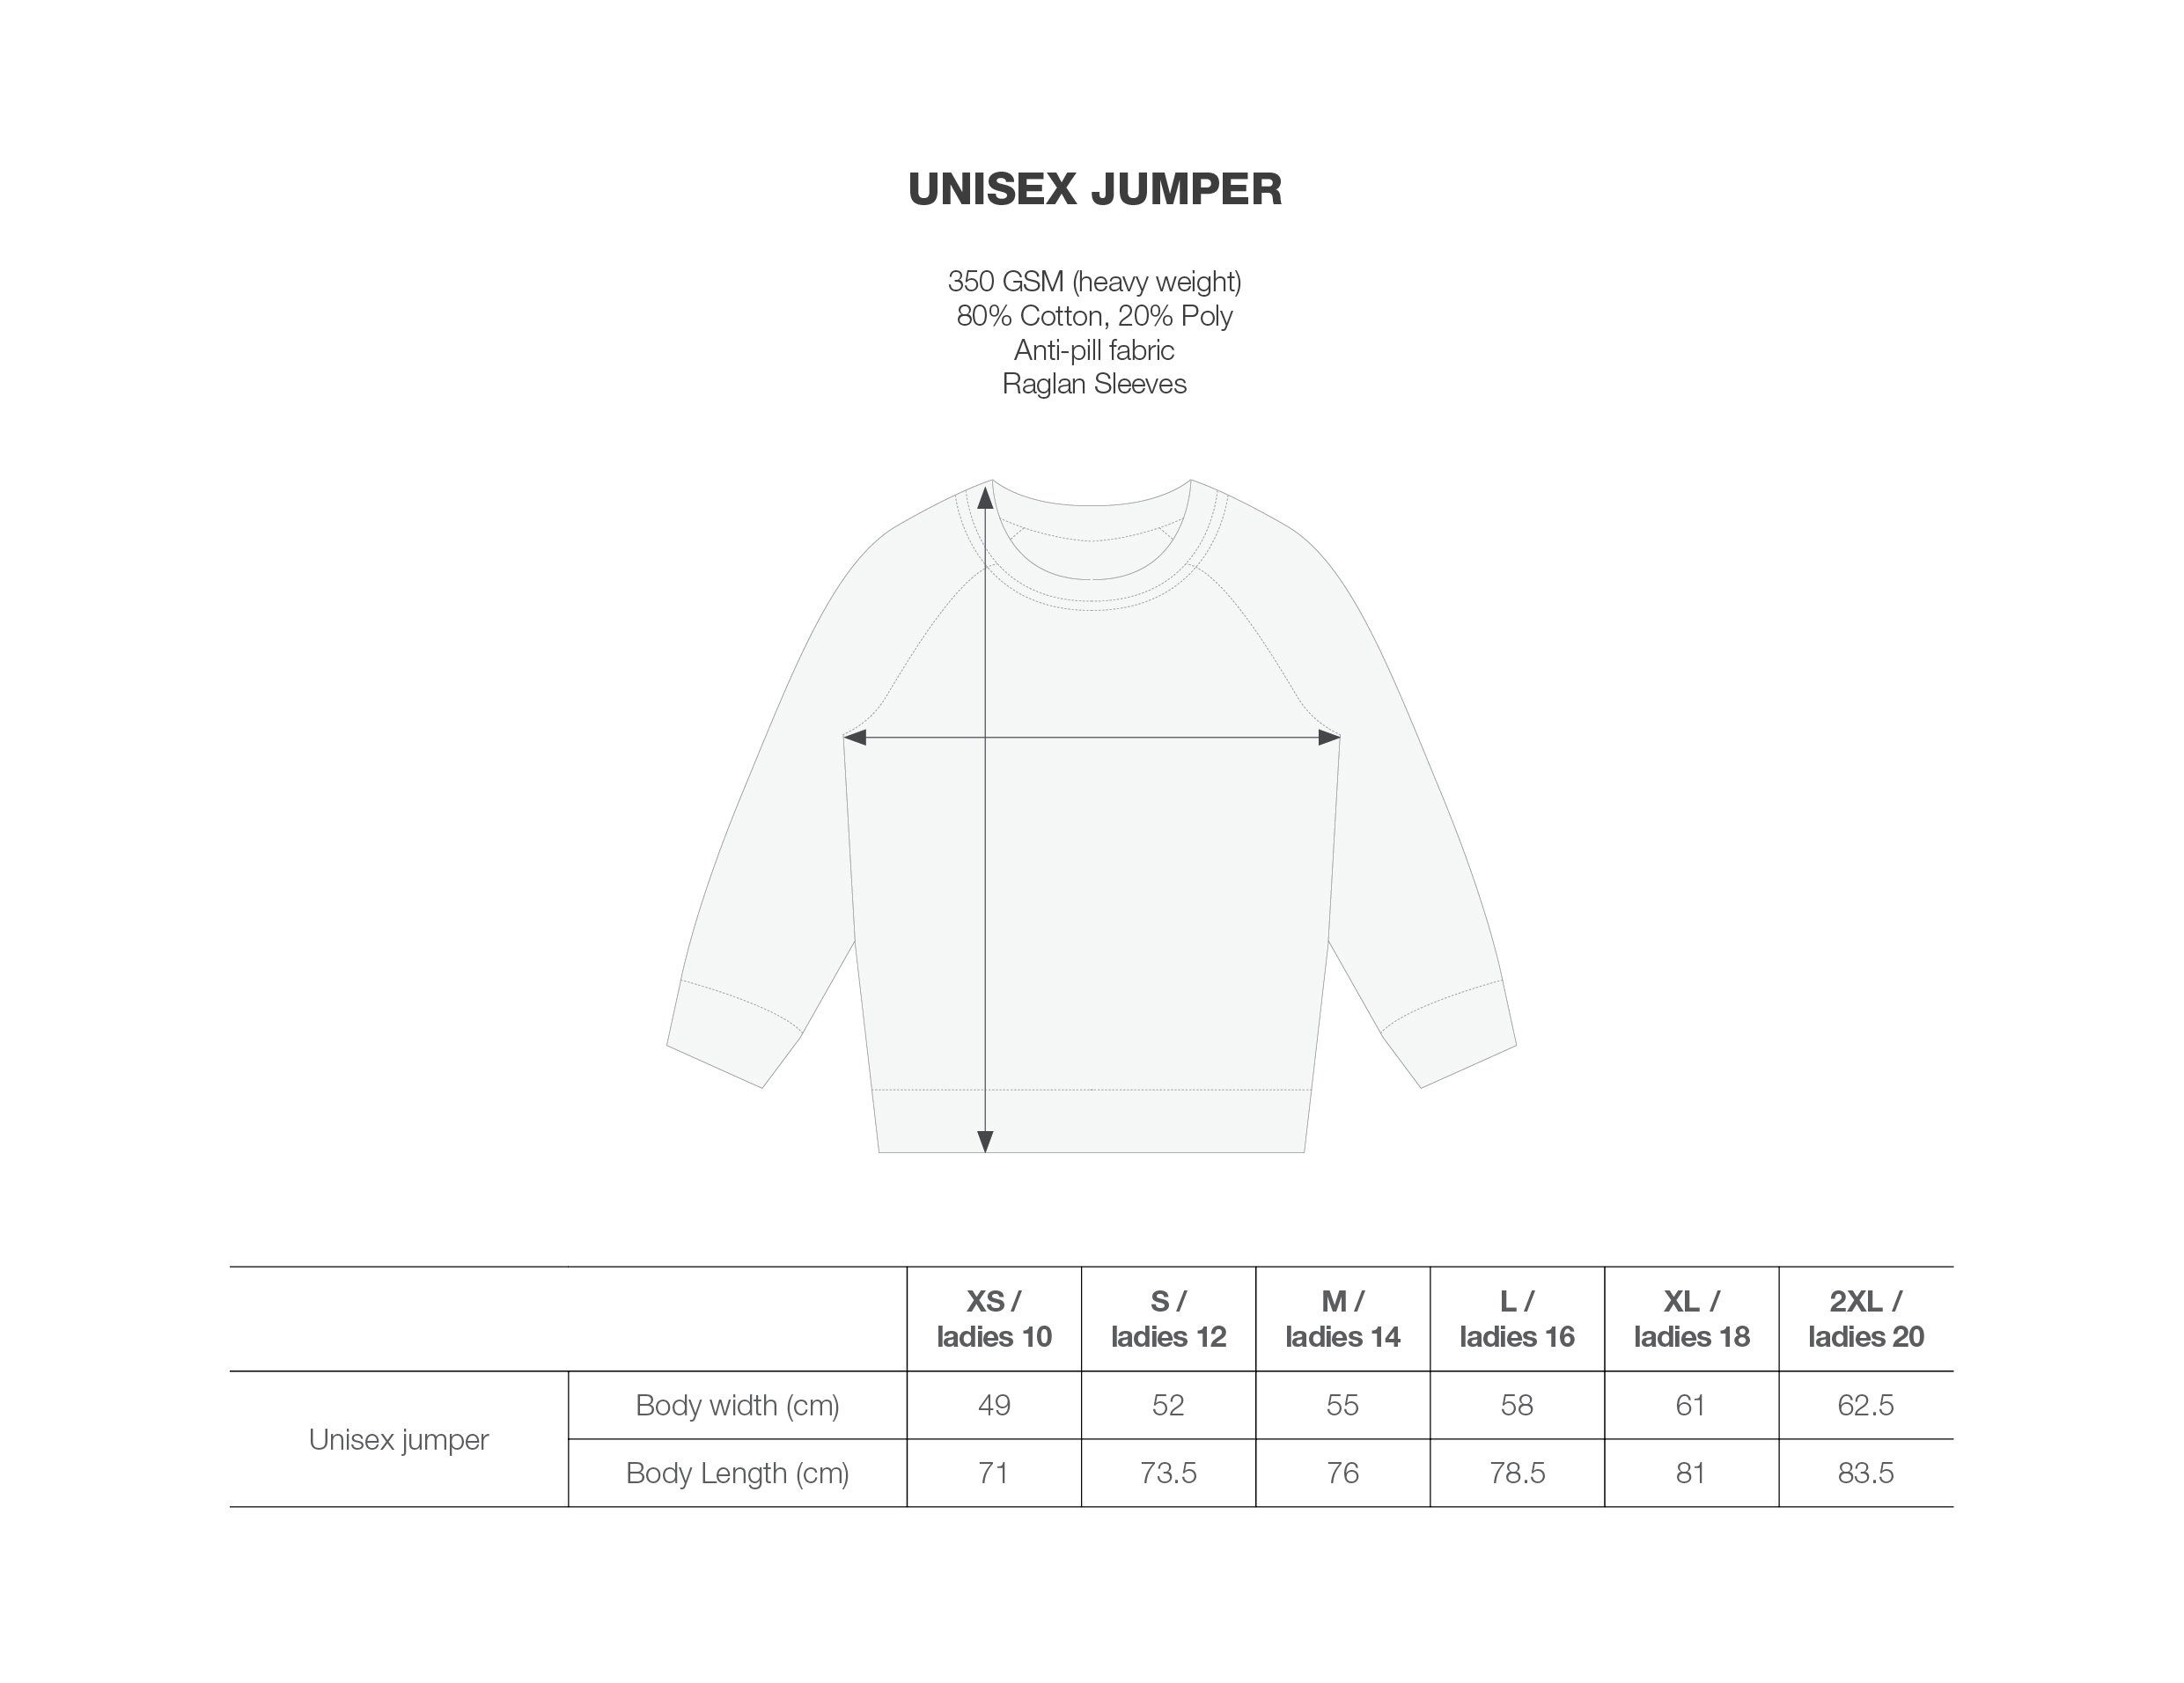 UNISEX JUMPER
350 GSM (heavy weight)
80% Cotton, 20% Poly
Anti-pill fabric
Raglan Sleeves
XS / S / M / L / XL / 2XL /
ladies 10 ladies 12 ladies 14 ladies 16 ladies 18 ladies 20
Unisex jumper
Body width (cm) 49 52 55 58 61 62.5
Body Length (cm) 71 73.5 76 78.5 81 83.5